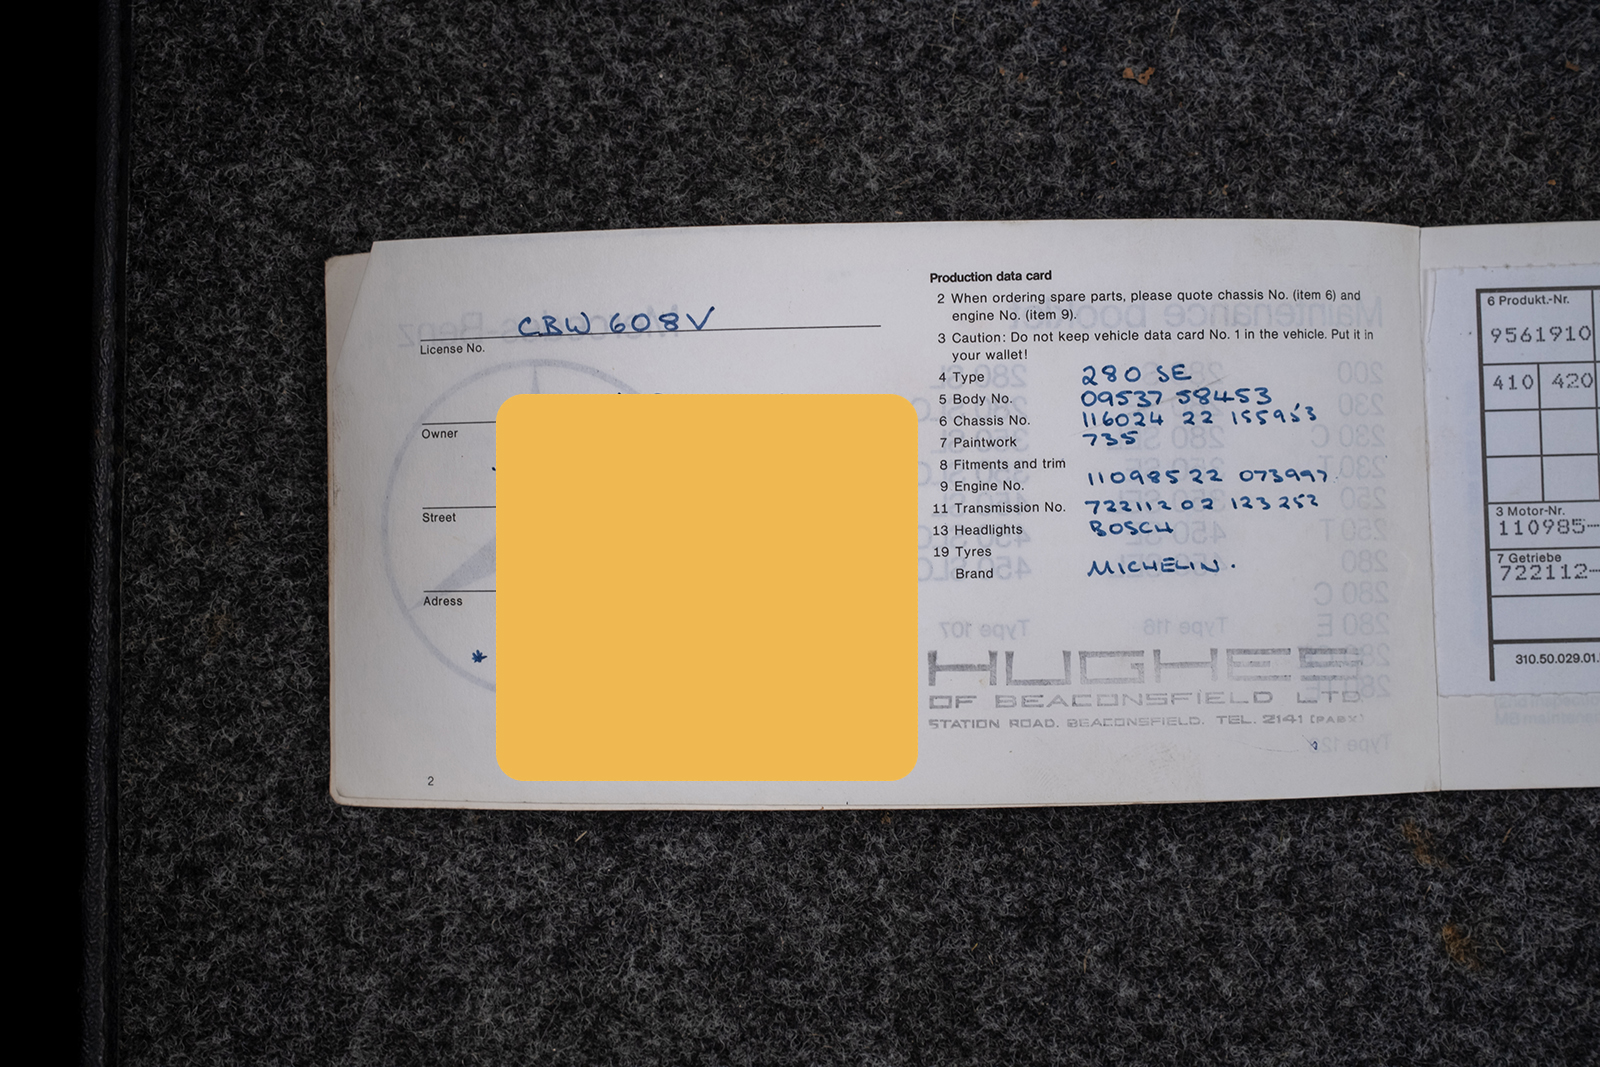 CBW 608V
License No.
Owner
Street
Adress
*
2
Production data card
2 When ordering spare parts, please quote chassis No. (item 6) and
engine No. (item 9).
3 Caution: Do not keep vehicle data card No. 1 in the vehicle. Put it in
your wallet!
4 Type 280 SE
5 Body No. 09537 58453
6 Chassis No. 116024 22 155953
7 Paintwork 735
8 Fitments and trim
9 Engine No. 11098522 073997
11 Transmission No. 72211202 123252
13 Headlights BOSCH
19 Tyres
Brand MICHELIN.
HUGHES
OF BEACONSFIELD LTD
STATION ROAD. BEACONSFIELD. TEL. 2141 (PABX)
6 Produkt.-Nr.
9561910
410 420
3 Motor-Nr.
110985-
7 Getriebe
722112-
310.50.029.01.